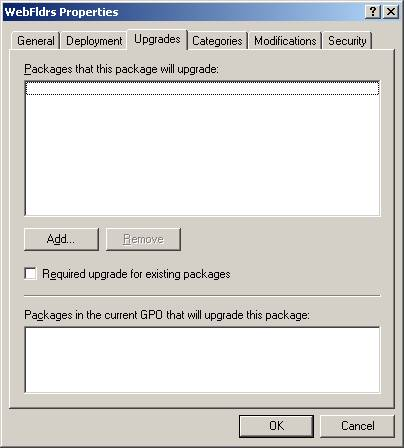 WebFldrs Properties
General Deployment Upgrades Categories Modifications Security
Packages that this package will upgrade:
Add... Remove
Required upgrade for existing packages
Packages in the current GPO that will upgrade this package:
OK Cancel